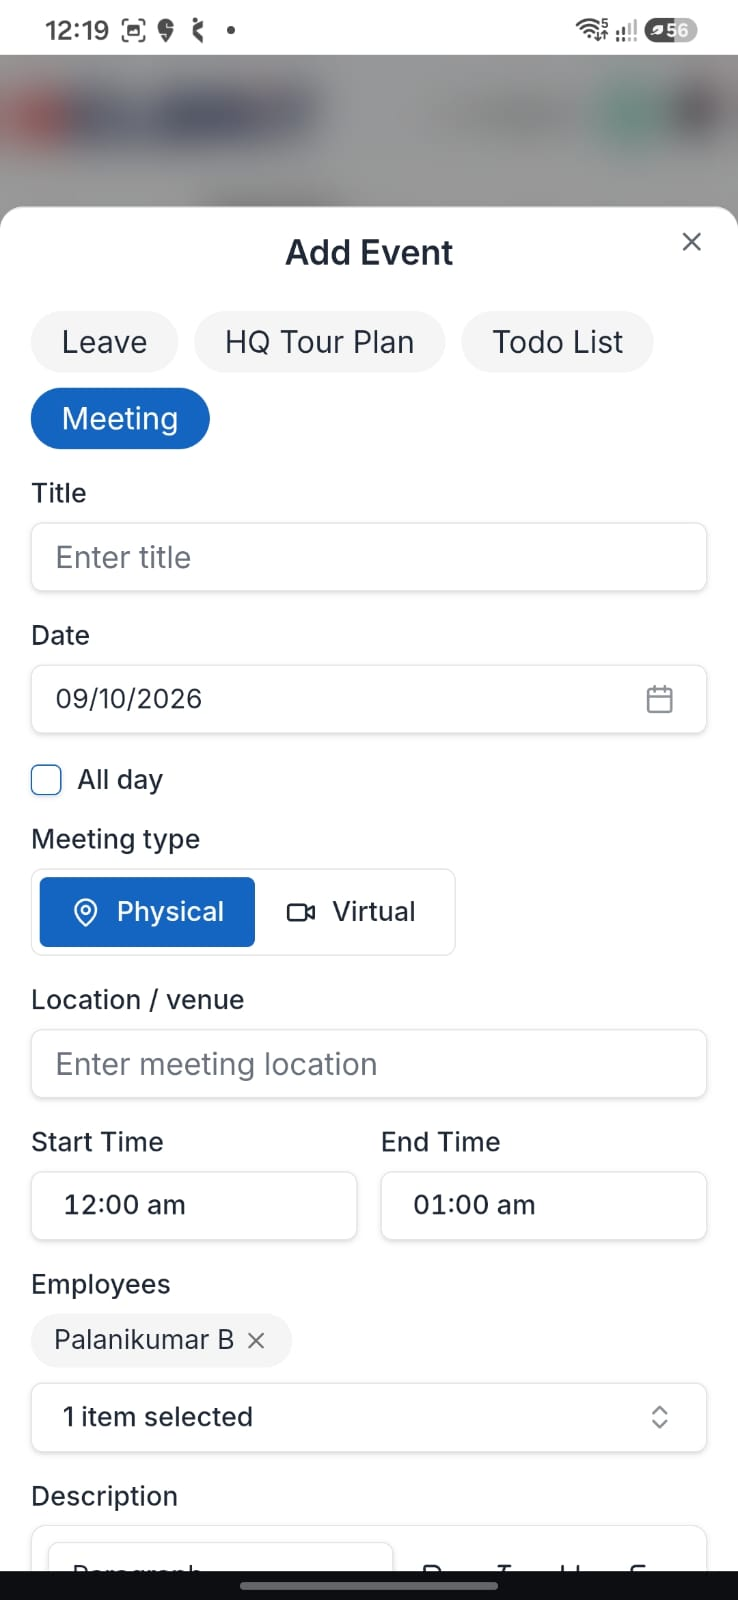 12:19
5
56
Add Event
Leave
HQ Tour Plan
Todo List
Meeting
Title
Enter title
Date
09/10/2026
All day
Meeting type
Physical
Virtual
Location / venue
Enter meeting location
Start Time
End Time
12:00 am
01:00 am
Employees
Palanikumar B
1 item selected
Description
Paragraph